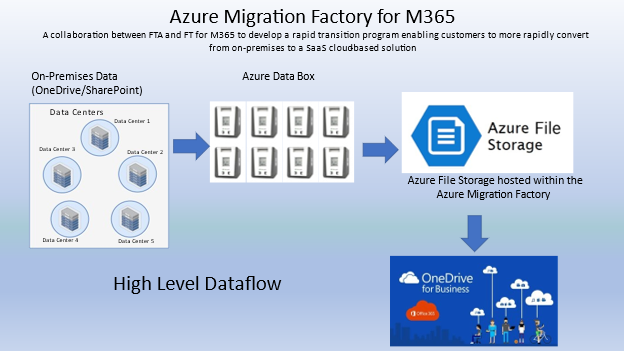 Azure Migration Factory for M365
A collaboration between FTA and FT for M365 to develop a rapid transition program enabling customers to more rapidly convert
from on-premises to a SaaS cloud-based solution
On-Premises Data
(OneDrive/SharePoint)
Azure Data Box
Data Centers
Data Center 1
Data Center 3
Data Center 2
Data Center 4
Data Center 5
Azure File
Storage
Azure File Storage hosted within the
Azure Migration Factory
High Level Dataflow
OneDrive
for Business
Office 365